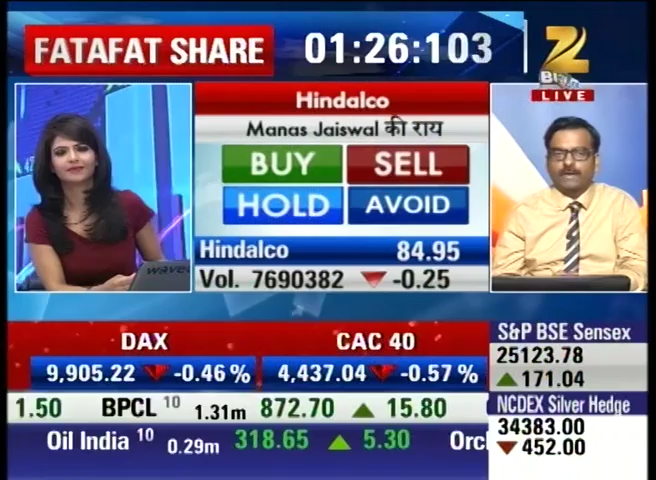 FATAFAT SHARE
01:26:103
LIVE
Hindalco
Manas Jaiswal की राय
BUY
SELL
HOLD
AVOID
Hindalco 84.95
Vol. 7690382 -0.25
DAX
9,905.22 -0.46 %
CAC 40
4,437.04 -0.57 %
S&P BSE Sensex
25123.78
171.04
NCDEX Silver Hedge
34383.00
452.00
1.50 BPCL 10 1.31m 872.70 15.80
Oil India 10 0.29m 318.65 5.30 Orc